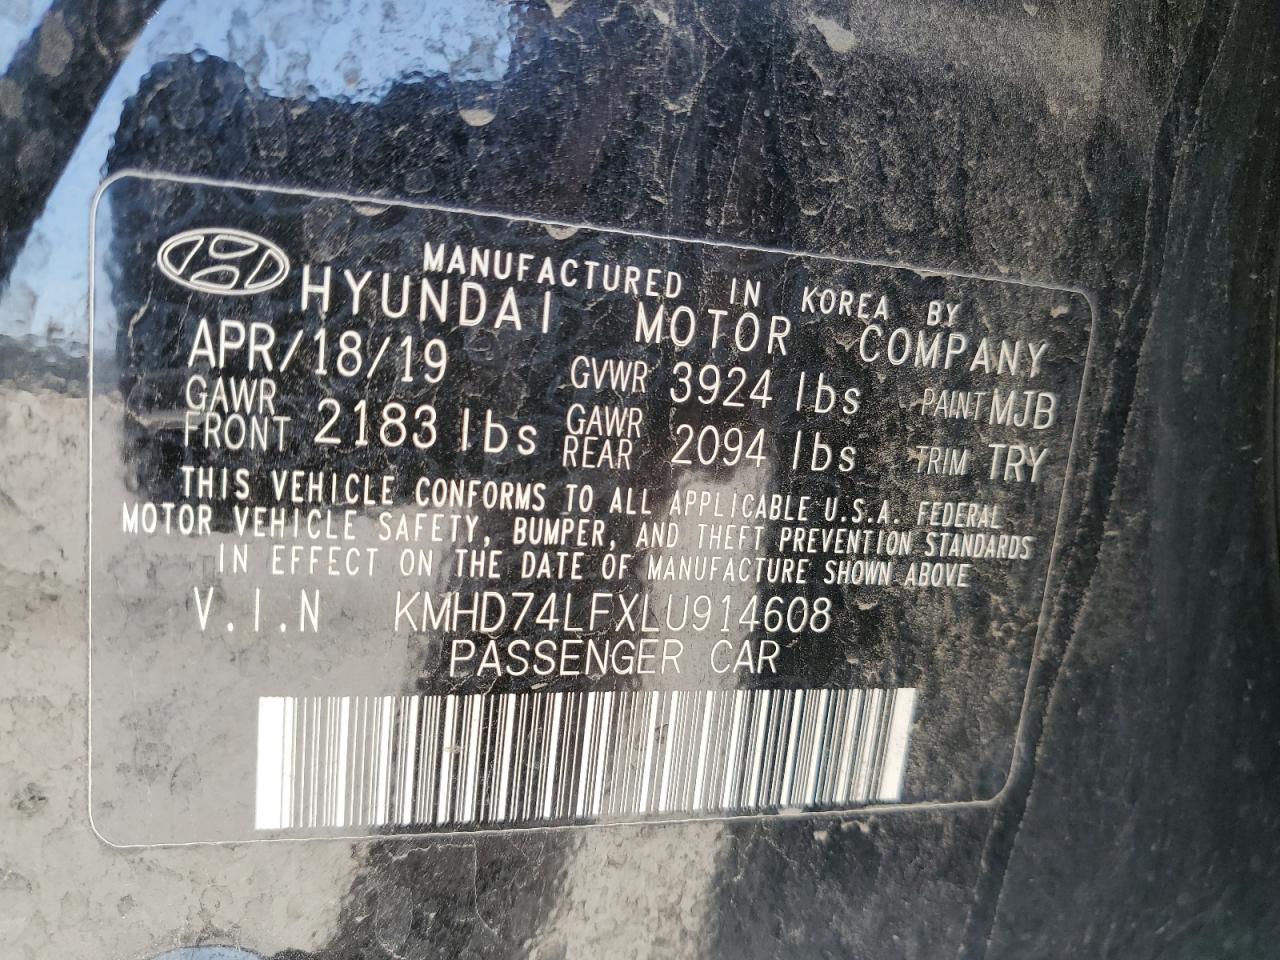 MANUFACTURED IN KOREA BY
HYUNDAI MOTOR COMPANY
APR/18/19 GVWR 3924 lbs PAINT MJB
GAWR FRONT 2183 lbs GAWR REAR 2094 lbs TRIM TRY
THIS VEHICLE CONFORMS TO ALL APPLICABLE U.S.A. FEDERAL
MOTOR VEHICLE SAFETY, BUMPER, AND THEFT PREVENTION STANDARDS
IN EFFECT ON THE DATE OF MANUFACTURE SHOWN ABOVE
V.I.N KMHD74LFXLU914608
PASSENGER CAR